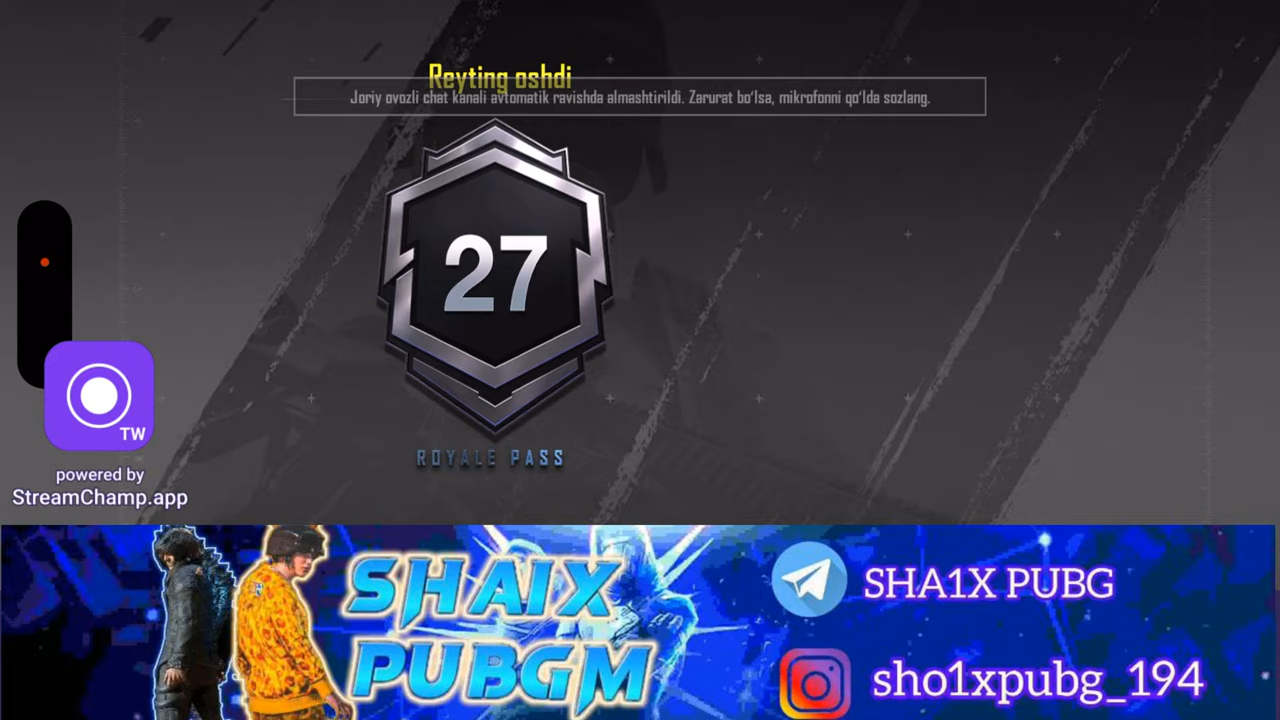 Reyting oshdi
Joriy ovozli chat kanali avtomatik ravishda almashtirildi. Zarurat bo'lsa, mikrofonni qo'lda sozlang.
27
ROYALE PASS
TW
powered by
StreamChamp.app
SHAIX
PUBGM
SHA1X PUBG
sho1xpubg_194